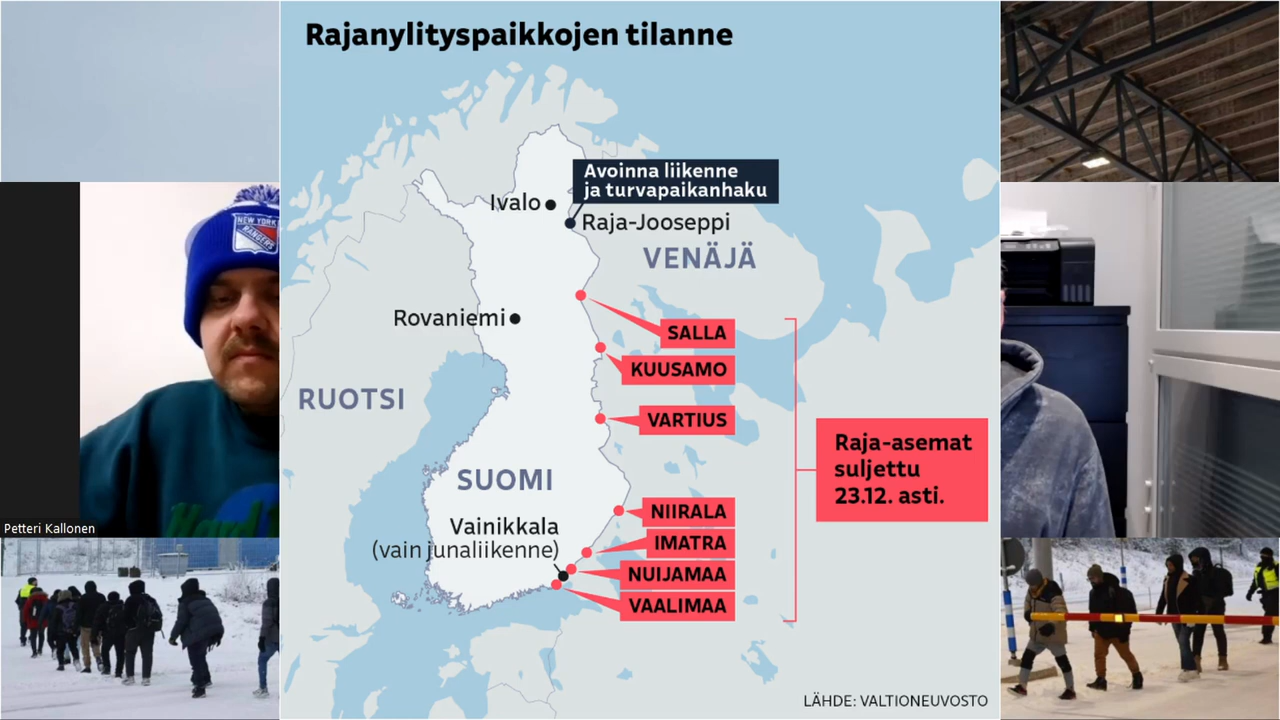 Rajanylityspaikkojen tilanne
Avoinna liikenne
ja turvapaikanhaku
Ivalo
Raja-Jooseppi
VENÄJÄ
NEW YORK
RANGERS
Rovaniemi
SALLA
KUUSAMO
RUOTSI
VARTIUS
Raja-asemat
suljettu
23.12. asti.
SUOMI
NIIRALA
Vainikkala
(vain junaliikenne)
IMATRA
NUIJAMAA
VAALIMAA
Petteri Kallonen
LÄHDE: VALTIONEUVOSTO